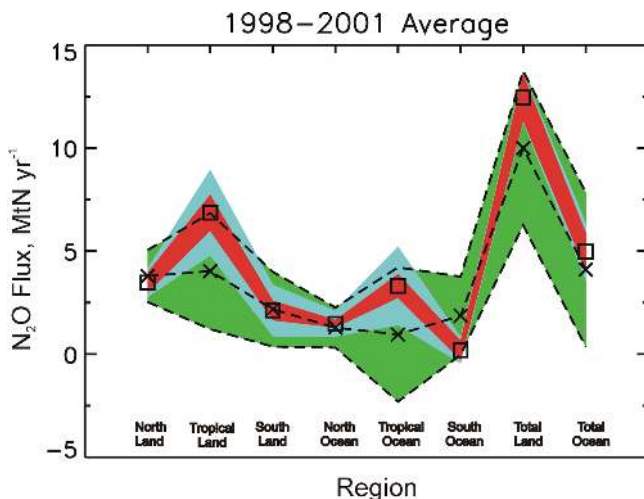 1998−2001 Average
N₂O Flux, MtN yr⁻¹
15
10
5
0
−5
North Land
Tropical Land
South Land
North Ocean
Tropical Ocean
South Ocean
Total Land
Total Ocean
Region